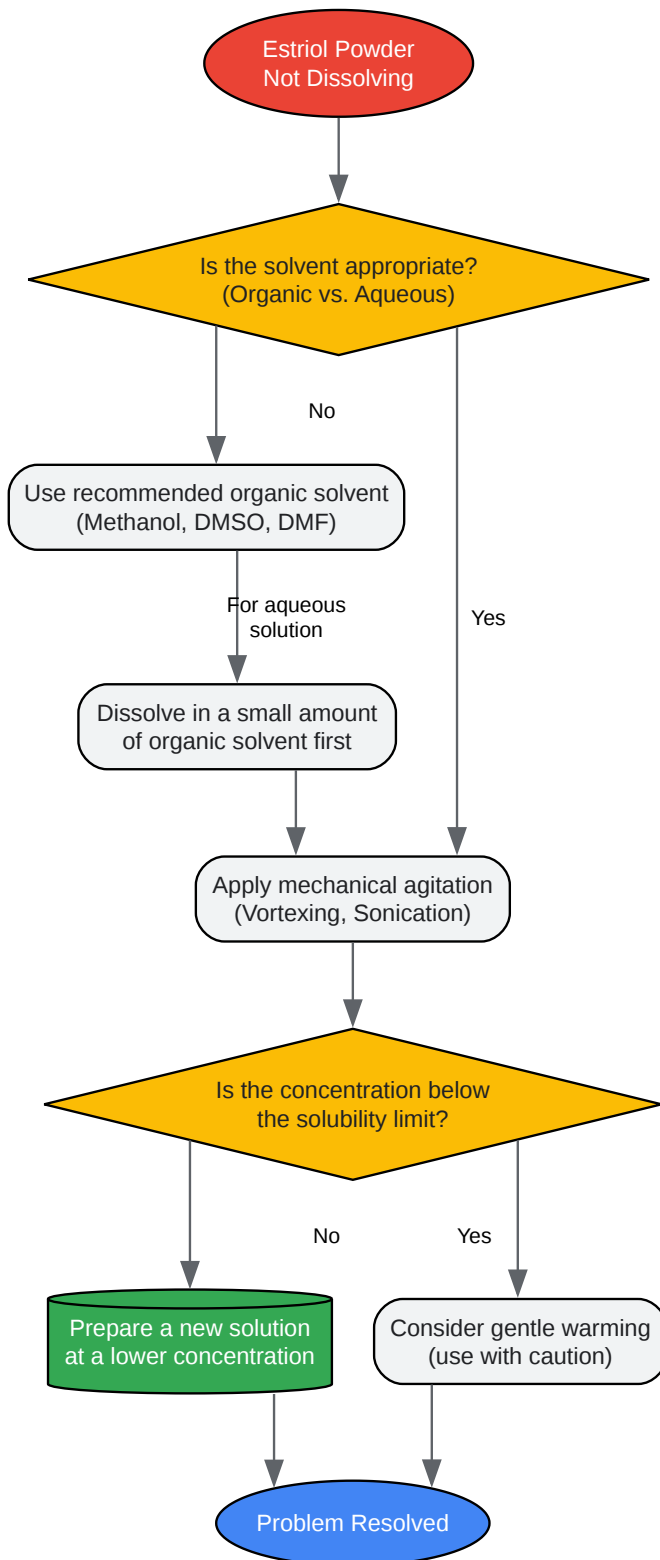 Estriol Powder
Not Dissolving
Is the solvent appropriate?
(Organic vs. Aqueous)
No
Use recommended organic solvent
(Methanol, DMSO, DMF)
For aqueous
solution
Yes
Dissolve in a small amount
of organic solvent first
Apply mechanical agitation
(Vortexing, Sonication)
Is the concentration below
the solubility limit?
No
Yes
Prepare a new solution
at a lower concentration
Consider gentle warming
(use with caution)
Problem Resolved